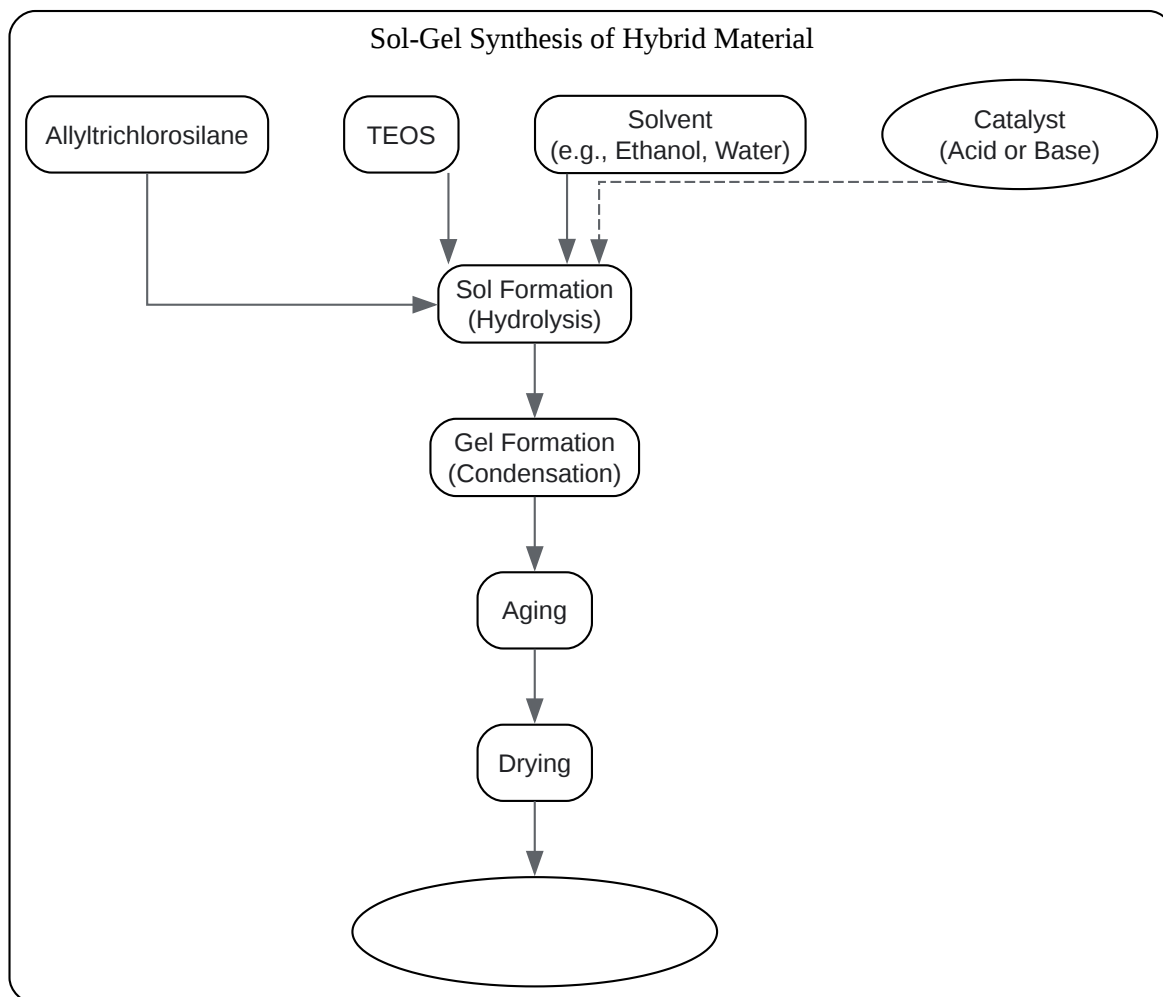 Sol-Gel Synthesis of Hybrid Material
Allyltrichlorosilane
TEOS
Solvent
(e.g., Ethanol, Water)
Catalyst
(Acid or Base)
Sol Formation
(Hydrolysis)
Gel Formation
(Condensation)
Aging
Drying